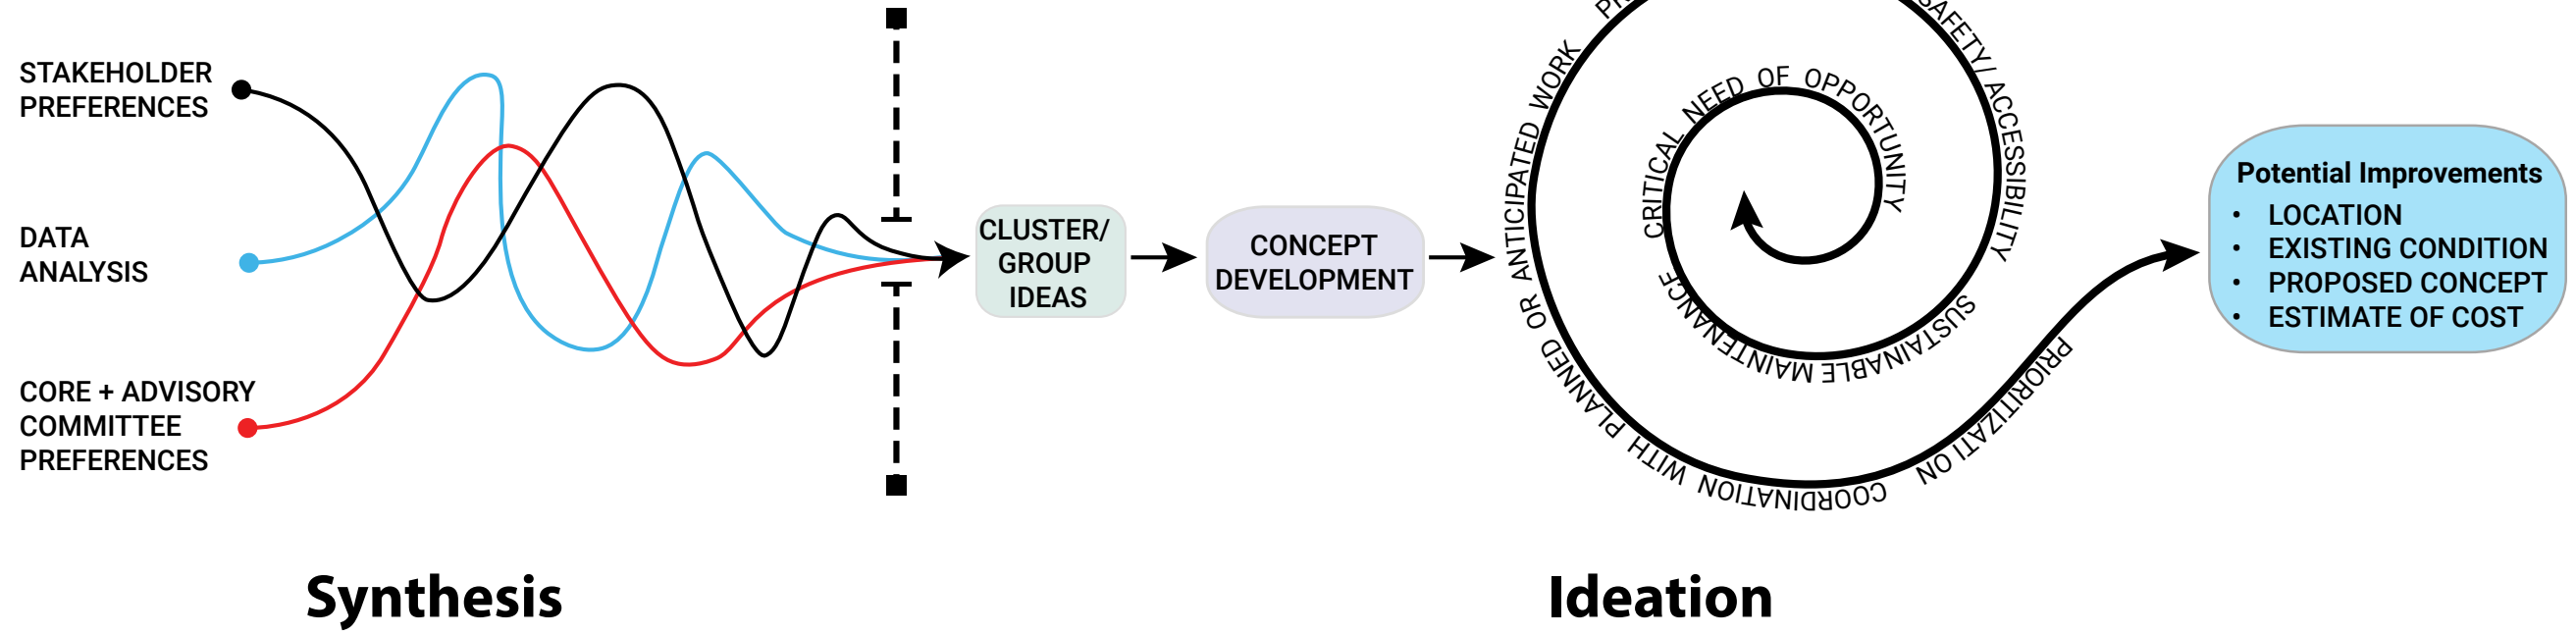 STAKEHOLDER
PREFERENCES
DATA
ANALYSIS
CORE + ADVISORY
COMMITTEE
PREFERENCES
CLUSTER/
GROUP
IDEAS
CONCEPT
DEVELOPMENT
CRITICAL NEED OF OPPORTUNITY
SUSTAINABLE MAINTENANCE
SAFETY/ ACCESSIBILITY
COORDINATION WITH PLANNED OR ANTICIPATED WORK
PRIORITIZATION
Potential Improvements
• LOCATION
• EXISTING CONDITION
• PROPOSED CONCEPT
• ESTIMATE OF COST
Synthesis
Ideation